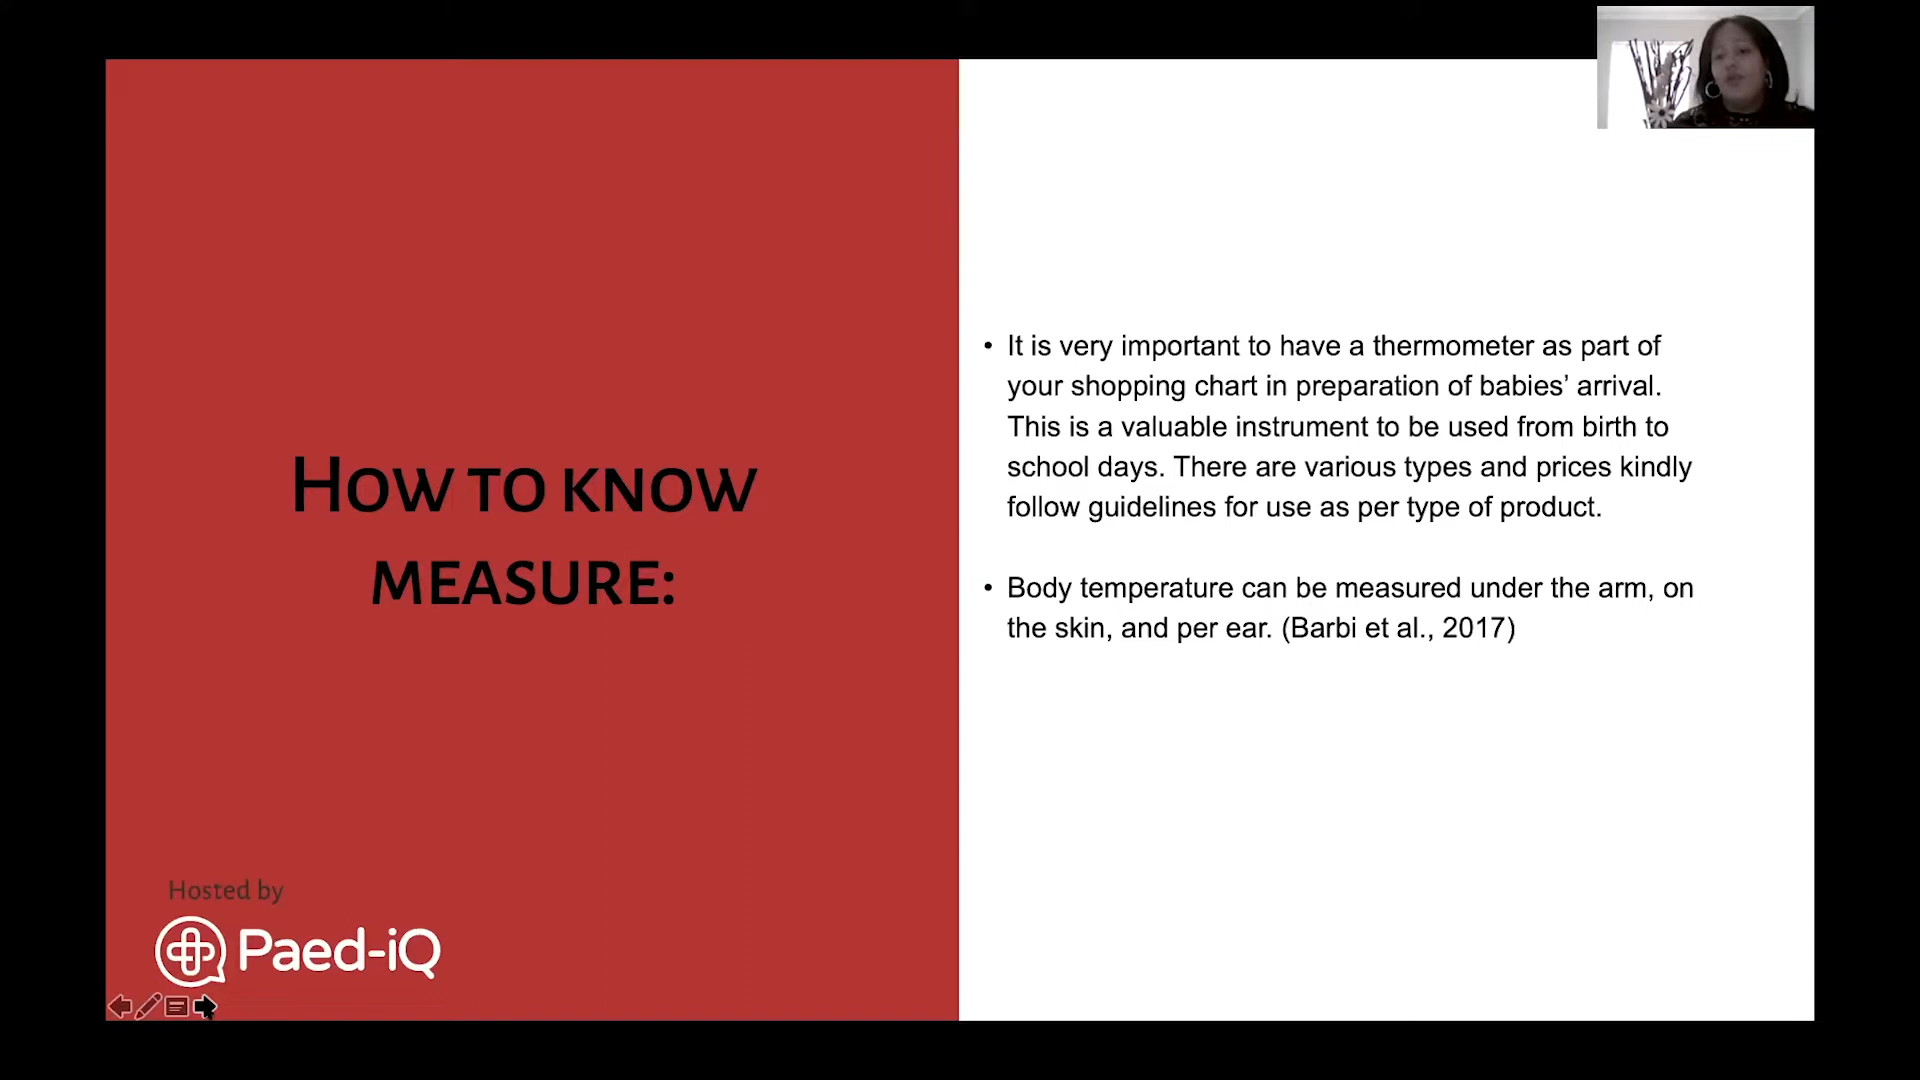 How to know
measure:
Hosted by
Paed-iQ
• It is very important to have a thermometer as part of
your shopping chart in preparation of babies’ arrival.
This is a valuable instrument to be used from birth to
school days. There are various types and prices kindly
follow guidelines for use as per type of product.
• Body temperature can be measured under the arm, on
the skin, and per ear. (Barbi et al., 2017)